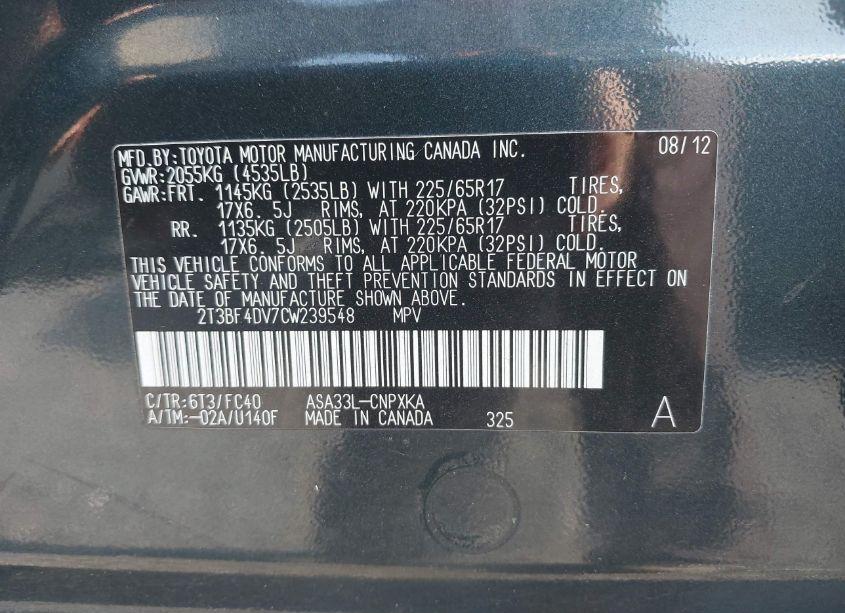 MFD.BY:TOYOTA MOTOR MANUFACTURING CANADA INC. 08/12
GVWR:2055KG (4535LB)
GAWR:FRT. 1145KG (2535LB) WITH 225/65R17 TIRES,
17X6. 5J RIMS, AT 220KPA (32PSI) COLD.
RR. 1135KG (2505LB) WITH 225/65R17 TIRES,
17X6. 5J RIMS, AT 220KPA (32PSI) COLD.
THIS VEHICLE CONFORMS TO ALL APPLICABLE FEDERAL MOTOR
VEHICLE SAFETY AND THEFT PREVENTION STANDARDS IN EFFECT ON
THE DATE OF MANUFACTURE SHOWN ABOVE.
2T3BF4DV7CW239548 MPV
C/TR:6T3/FC40 ASA33L-CNPXKA
A/TM:-02A/U140F MADE IN CANADA 325 A